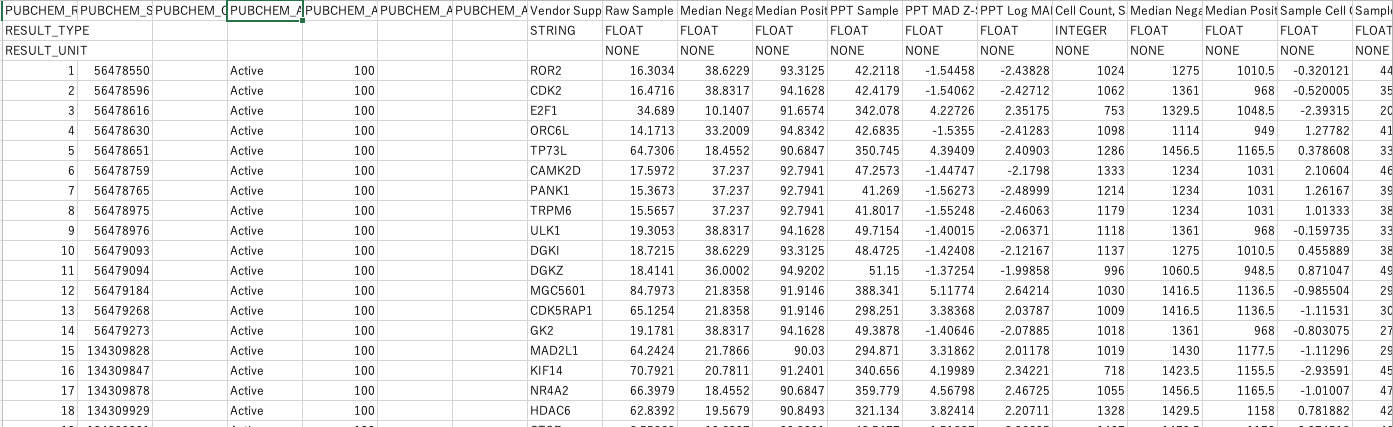 PUBCHEM_R PUBCHEM_S PUBCHEM_C PUBCHEM_A PUBCHEM_A PUBCHEM_A PUBCHEM_A Vendor Supp Raw Sample Median Nega Median Posit PPT Sample PPT MAD Z-S PPT Log MAI Cell Count, S Median Nega Median Posit Sample Cell C Sample
RESULT_TYPE STRING FLOAT FLOAT FLOAT FLOAT FLOAT FLOAT INTEGER FLOAT FLOAT FLOAT FLOAT
RESULT_UNIT NONE NONE NONE NONE NONE NONE NONE NONE NONE NONE NONE
1 56478550 Active 100 ROR2 16.3034 38.6229 93.3125 42.2118 -1.54458 -2.43828 1024 1275 1010.5 -0.320121 44
2 56478596 Active 100 CDK2 16.4716 38.8317 94.1628 42.4179 -1.54062 -2.42712 1062 1361 968 -0.520005 35
3 56478616 Active 100 E2F1 34.689 10.1407 91.6574 342.078 4.22726 2.35175 753 1329.5 1048.5 -2.39315 20
4 56478630 Active 100 ORC6L 14.1713 33.2009 94.8342 42.6835 -1.5355 -2.41283 1098 1114 949 1.27782 41
5 56478651 Active 100 TP73L 64.7306 18.4552 90.6847 350.745 4.39409 2.40903 1286 1456.5 1165.5 0.378608 33
6 56478759 Active 100 CAMK2D 17.5972 37.237 92.7941 47.2573 -1.44747 -2.1798 1333 1234 1031 2.10604 46
7 56478765 Active 100 PANK1 15.3673 37.237 92.7941 41.269 -1.56273 -2.48999 1214 1234 1031 1.26167 39
8 56478975 Active 100 TRPM6 15.5657 37.237 92.7941 41.8017 -1.55248 -2.46063 1179 1234 1031 1.01333 38
9 56478976 Active 100 ULK1 19.3053 38.8317 94.1628 49.7154 -1.40015 -2.06371 1118 1361 968 -0.159735 33
10 56479093 Active 100 DGKI 18.7215 38.6229 93.3125 48.4725 -1.42408 -2.12167 1137 1275 1010.5 0.455889 38
11 56479094 Active 100 DGKZ 18.4141 36.0002 94.9202 51.15 -1.37254 -1.99858 996 1060.5 948.5 0.871047 49
12 56479184 Active 100 MGC5601 84.7973 21.8358 91.9146 388.341 5.11774 2.64214 1030 1416.5 1136.5 -0.985504 29
13 56479268 Active 100 CDK5RAP1 65.1254 21.8358 91.9146 298.251 3.38368 2.03787 1009 1416.5 1136.5 -1.11531 30
14 56479273 Active 100 GK2 19.1781 38.8317 94.1628 49.3878 -1.40646 -2.07885 1018 1361 968 -0.803075 27
15 134309828 Active 100 MAD2L1 64.2424 21.7866 90.03 294.871 3.31862 2.01178 1019 1430 1177.5 -1.11296 29
16 134309847 Active 100 KIF14 70.7921 20.7811 91.2401 340.656 4.19989 2.34221 718 1423.5 1155.5 -2.93591 45
17 134309878 Active 100 NR4A2 66.3979 18.4552 90.6847 359.779 4.56798 2.46725 1055 1456.5 1165.5 -1.01007 47
18 134309929 Active 100 HDAC6 62.8392 19.5679 90.8493 321.134 3.82414 2.20711 1328 1429.5 1158 0.781882 42